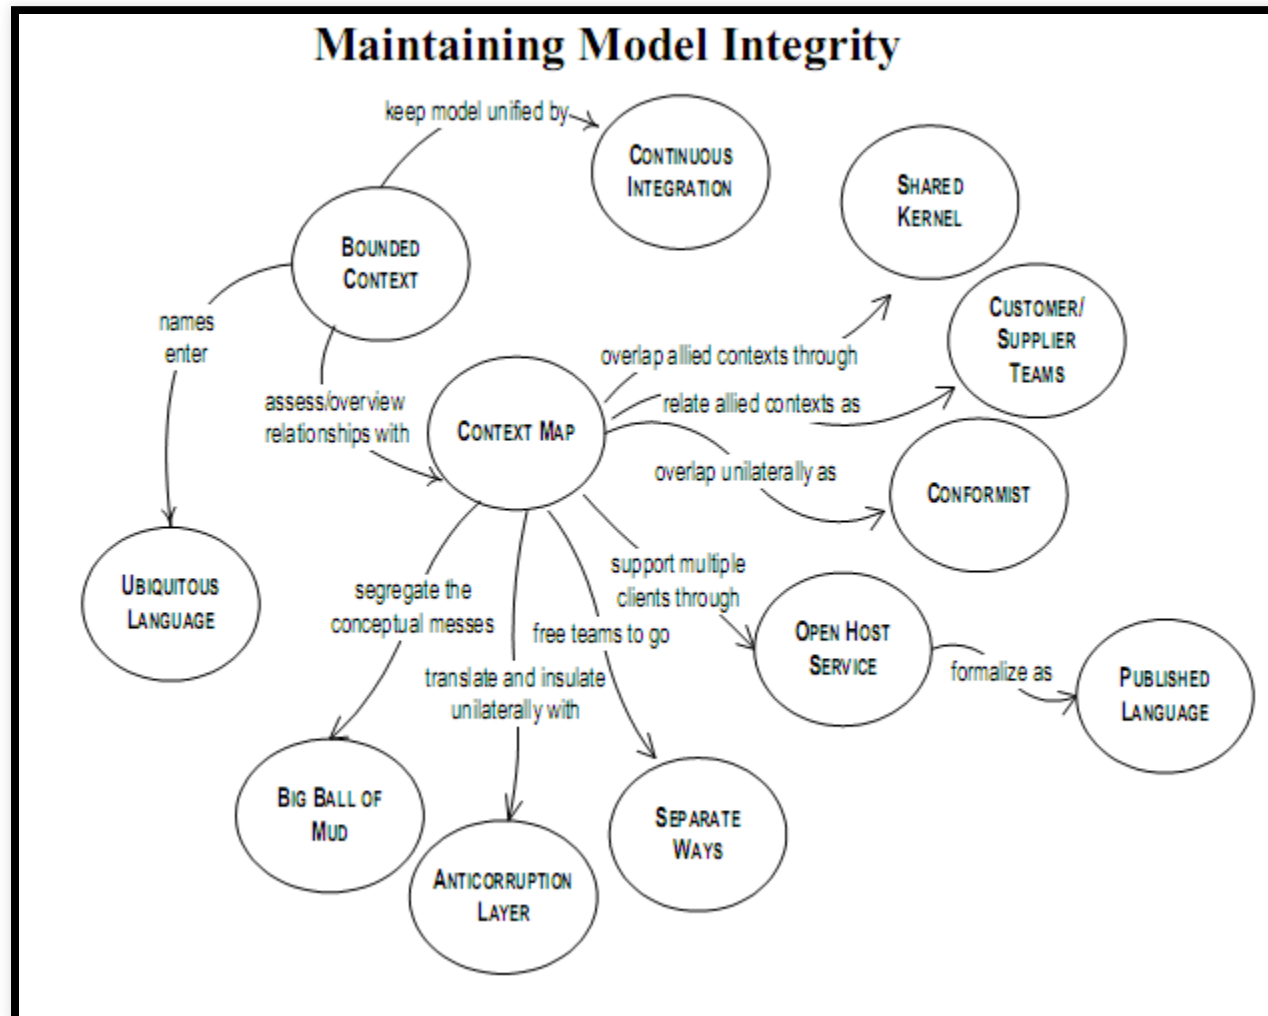 Maintaining Model Integrity
keep model unified by
CONTINUOUS
INTEGRATION
SHARED
KERNEL
BOUNDED
CONTEXT
names
enter
CUSTOMER/
SUPPLIER
TEAMS
overlap allied contexts through
assess/overview
relationships with
relate allied contexts as
CONTEXT MAP
overlap unilaterally as
CONFORMIST
UBIQUITOUS
LANGUAGE
segregate the
conceptual messes
support multiple
clients through
free teams to go
translate and insulate
unilaterally with
OPEN HOST
SERVICE
formalize as
PUBLISHED
LANGUAGE
BIG BALL OF
MUD
SEPARATE
WAYS
ANTICORRUPTION
LAYER